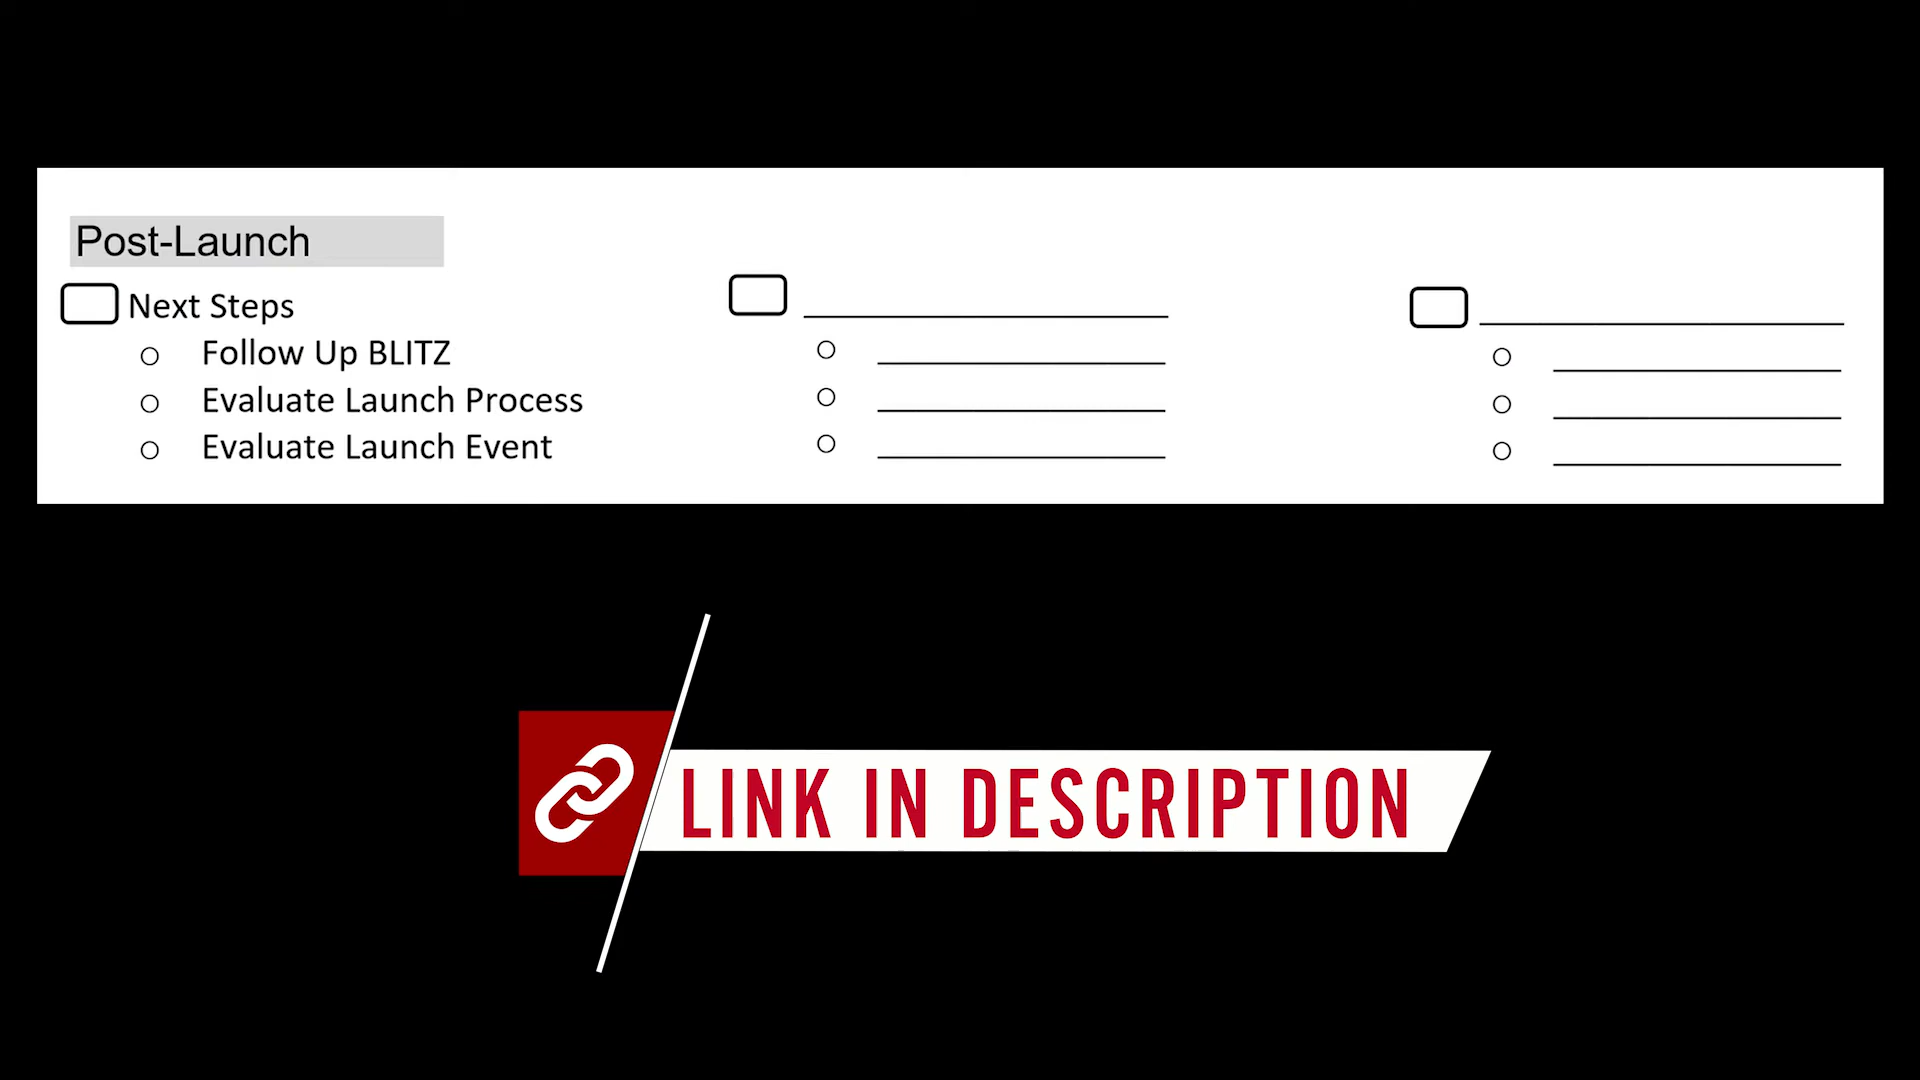 Post-Launch
Next Steps
Follow Up BLITZ
Evaluate Launch Process
Evaluate Launch Event
LINK IN DESCRIPTION